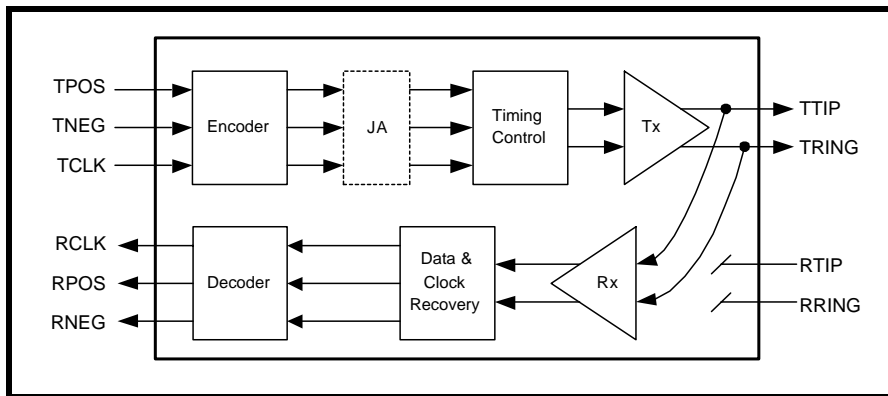 TPOS
TNEG
TCLK
Encoder
JA
Timing
Control
Tx
TTIP
TRING
RCLK
RPOS
RNEG
Decoder
Data &
Clock
Recovery
Rx
RTIP
RRING